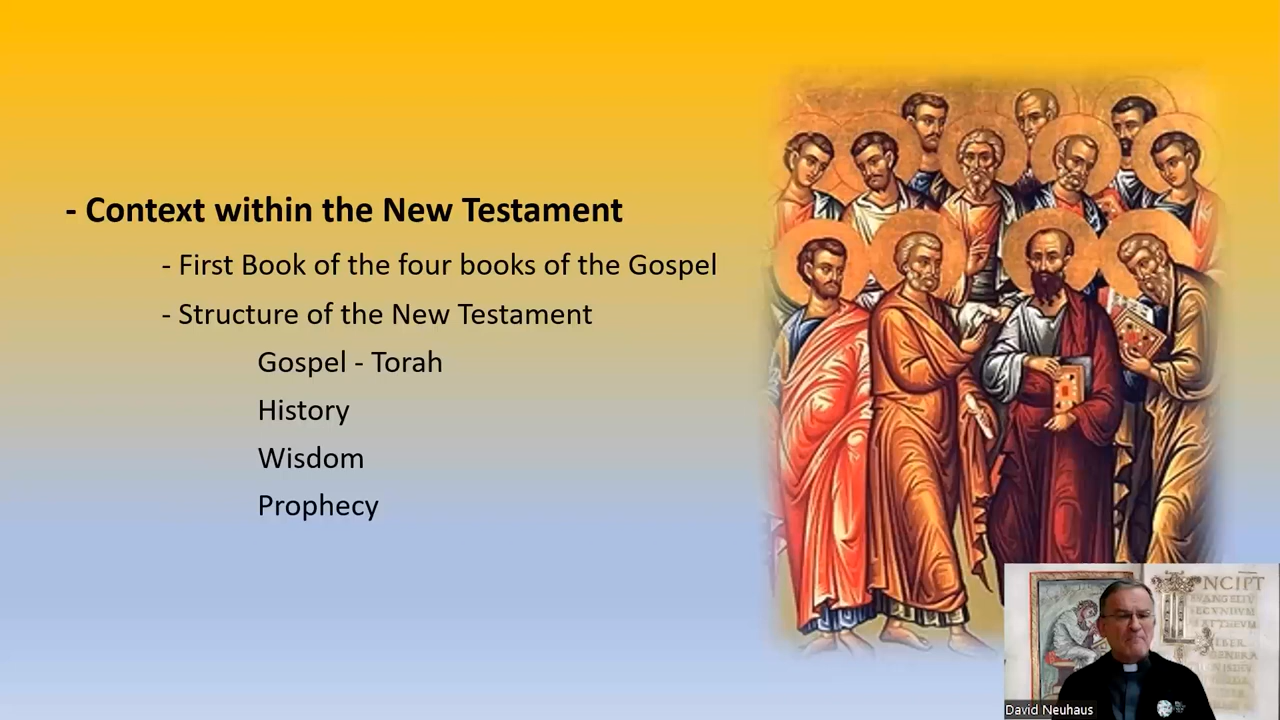 - Context within the New Testament
- First Book of the four books of the Gospel
- Structure of the New Testament
Gospel - Torah
History
Wisdom
Prophecy
NCIPT
David Neuhaus